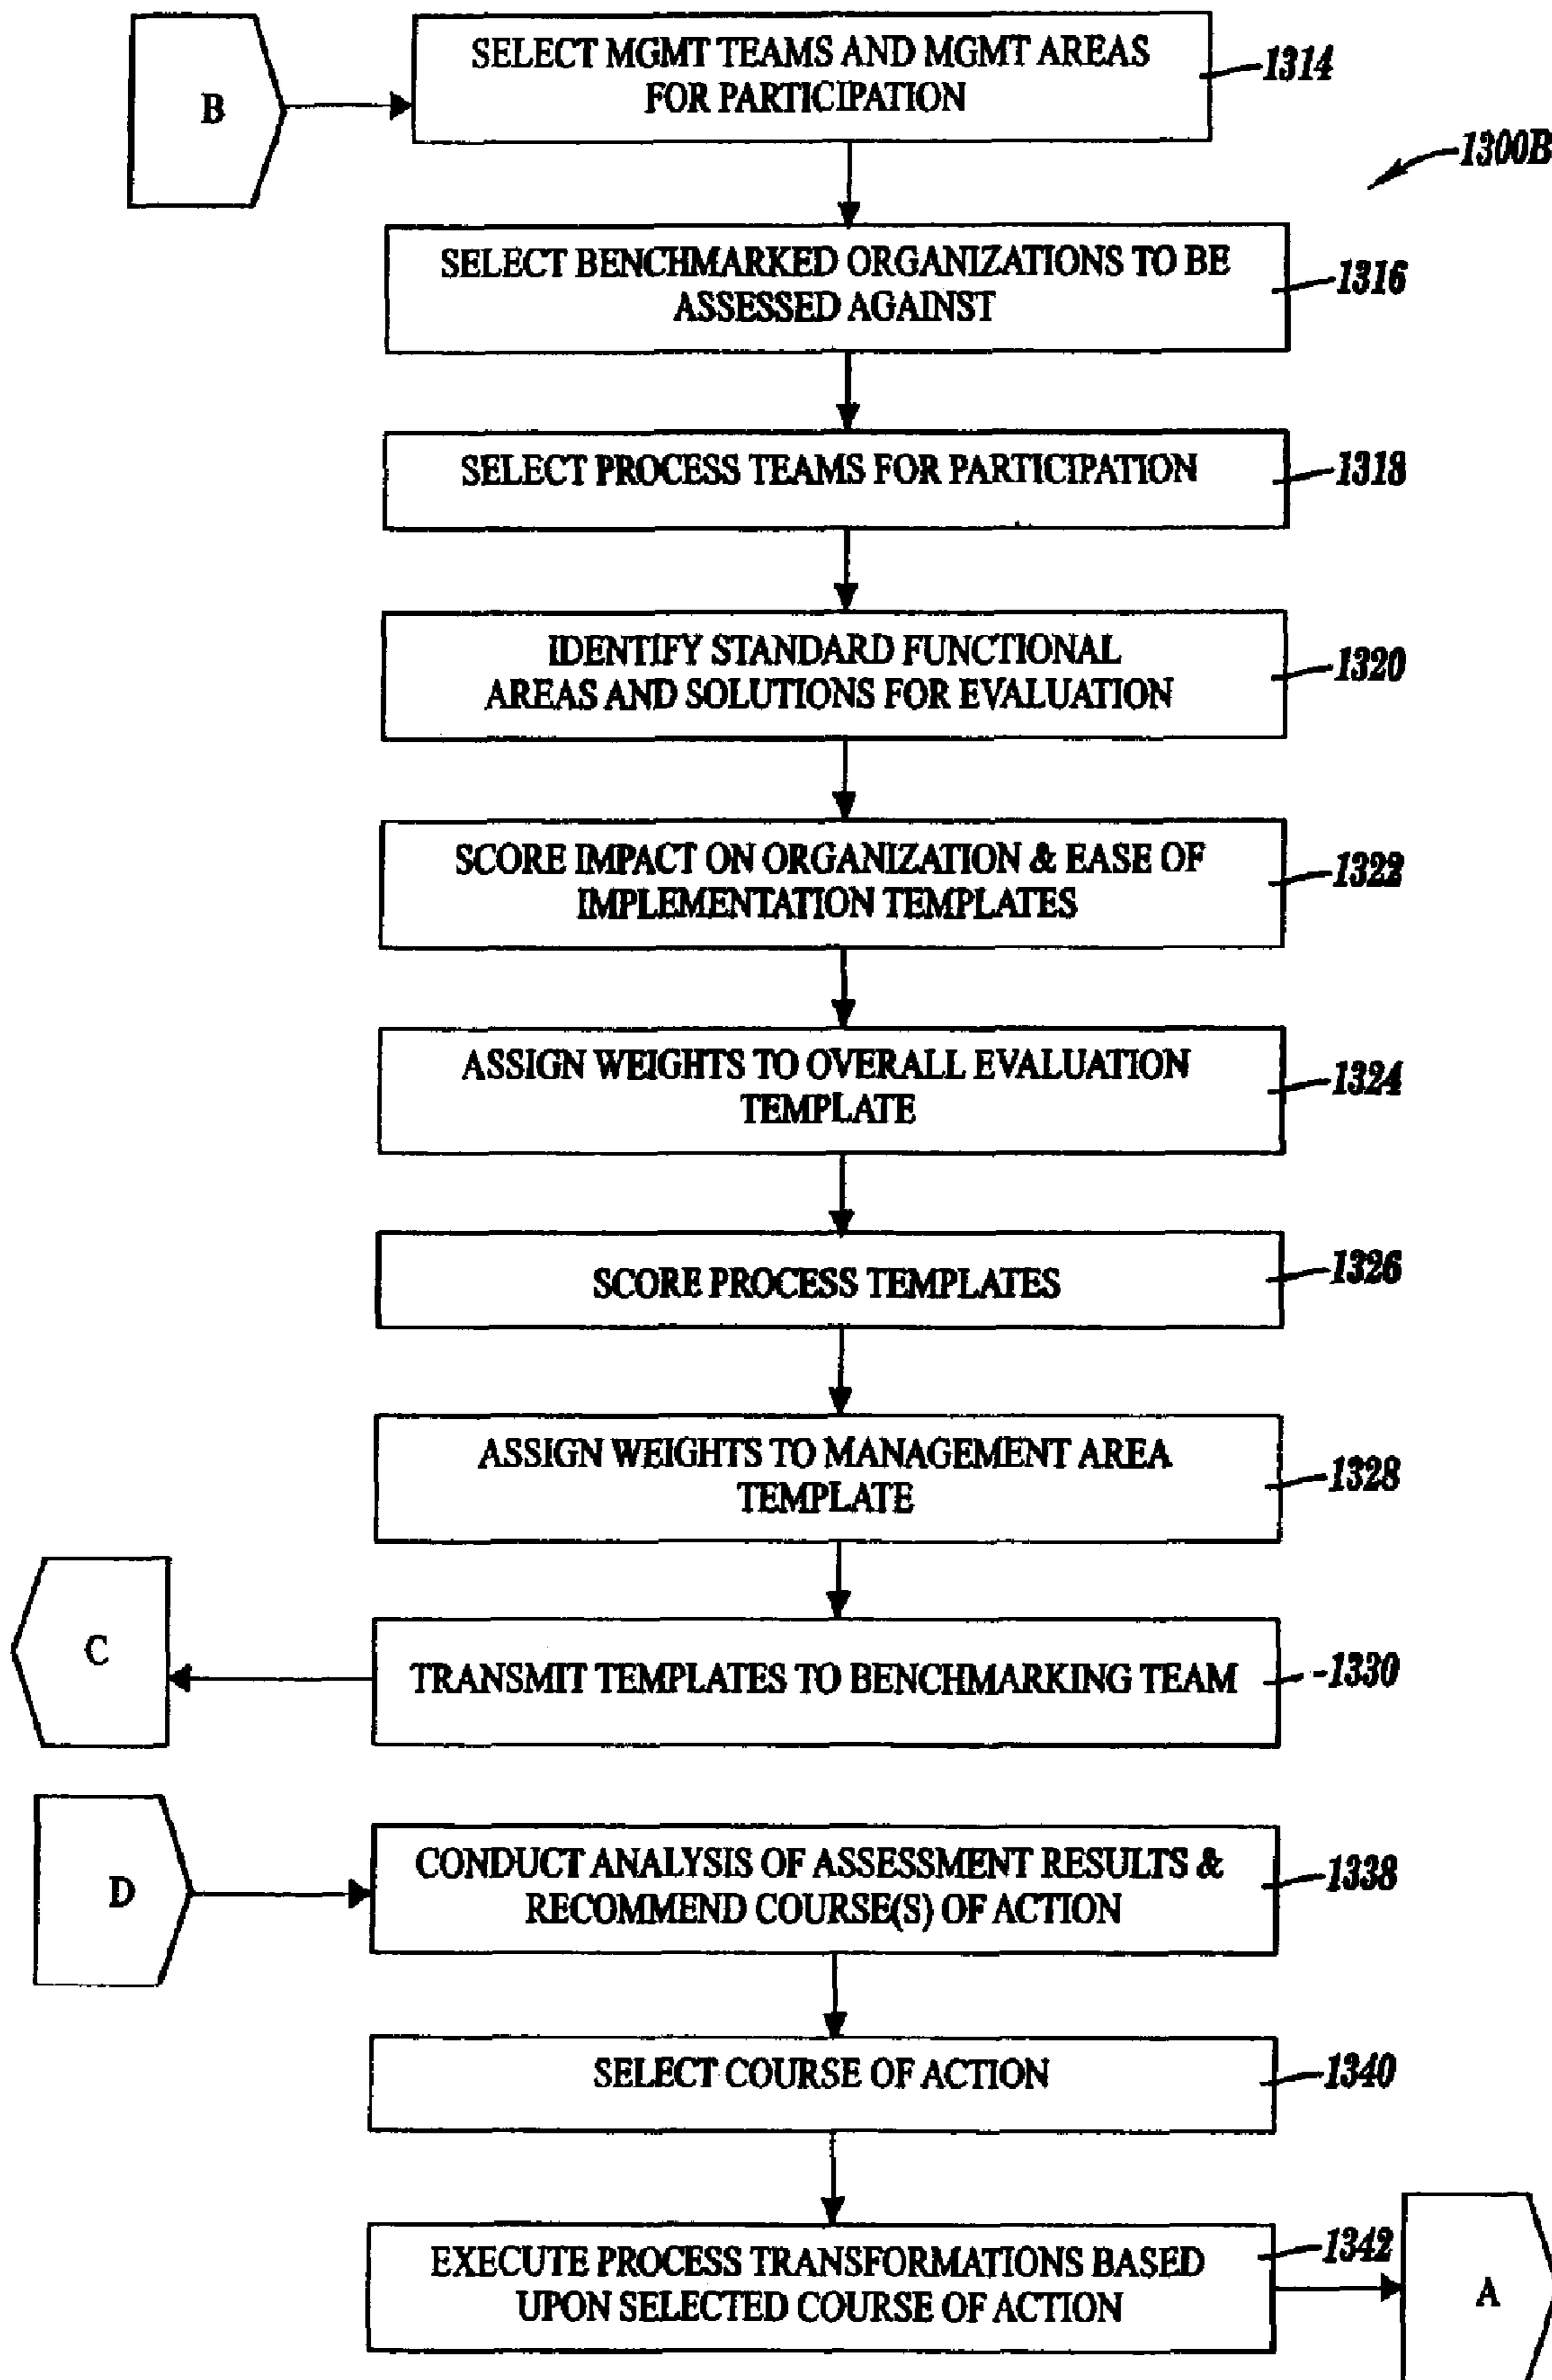 B
SELECT MGMT TEAMS AND MGMT AREAS
FOR PARTICIPATION
1314
1300B
SELECT BENCHMARKED ORGANIZATIONS TO BE
ASSESSED AGAINST
1316
SELECT PROCESS TEAMS FOR PARTICIPATION
1318
IDENTIFY STANDARD FUNCTIONAL
AREAS AND SOLUTIONS FOR EVALUATION
1320
SCORE IMPACT ON ORGANIZATION & EASE OF
IMPLEMENTATION TEMPLATES
1322
ASSIGN WEIGHTS TO OVERALL EVALUATION
TEMPLATE
1324
SCORE PROCESS TEMPLATES
1326
ASSIGN WEIGHTS TO MANAGEMENT AREA
TEMPLATE
1328
C
TRANSMIT TEMPLATES TO BENCHMARKING TEAM
1330
D
CONDUCT ANALYSIS OF ASSESSMENT RESULTS &
RECOMMEND COURSE(S) OF ACTION
1338
SELECT COURSE OF ACTION
1340
EXECUTE PROCESS TRANSFORMATIONS BASED
UPON SELECTED COURSE OF ACTION
1342
A